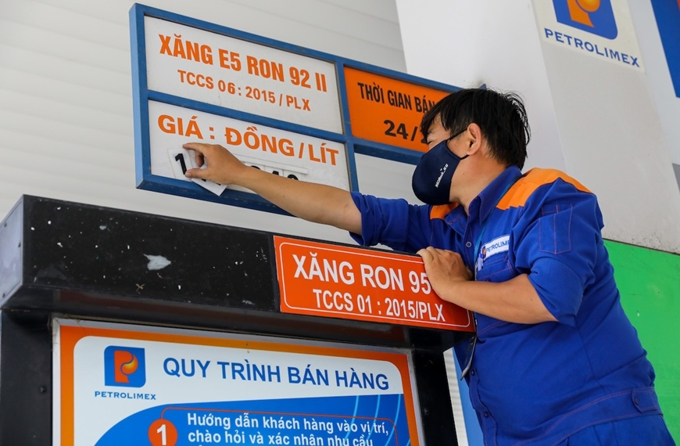 XĂNG E5 RON 92 II
TCCS 06 : 2015 / PLX
GIÁ : ĐỒNG/LÍT
THỜI GIAN BÁN
PETROLIMEX
XĂNG RON 95
TCCS 01 : 2015/PLX
PETROLIMEX
PETROLIMEX
QUY TRÌNH BÁN HÀNG
1 Hướng dẫn khách hàng vào vị trí,
chào hỏi và xác nhận nhu cầu